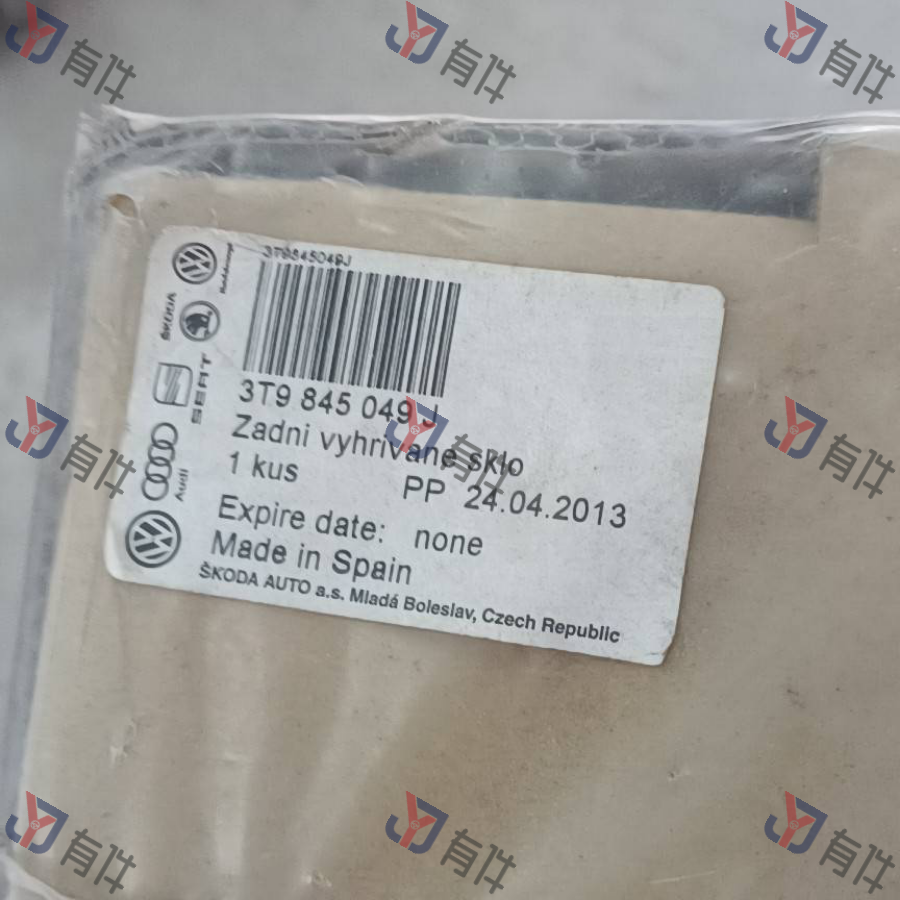 3T9845049J
ŠKODA
SEAT
Audi
3T9 845 049 J
Zadni vyhrivane sklo
1 kus
PP 24.04.2013
Expire date: none
Made in Spain
ŠKODA AUTO a.s. Mladá Boleslav, Czech Republic
有件
有件
有件
有件
有件
有件
有件
有件
有件